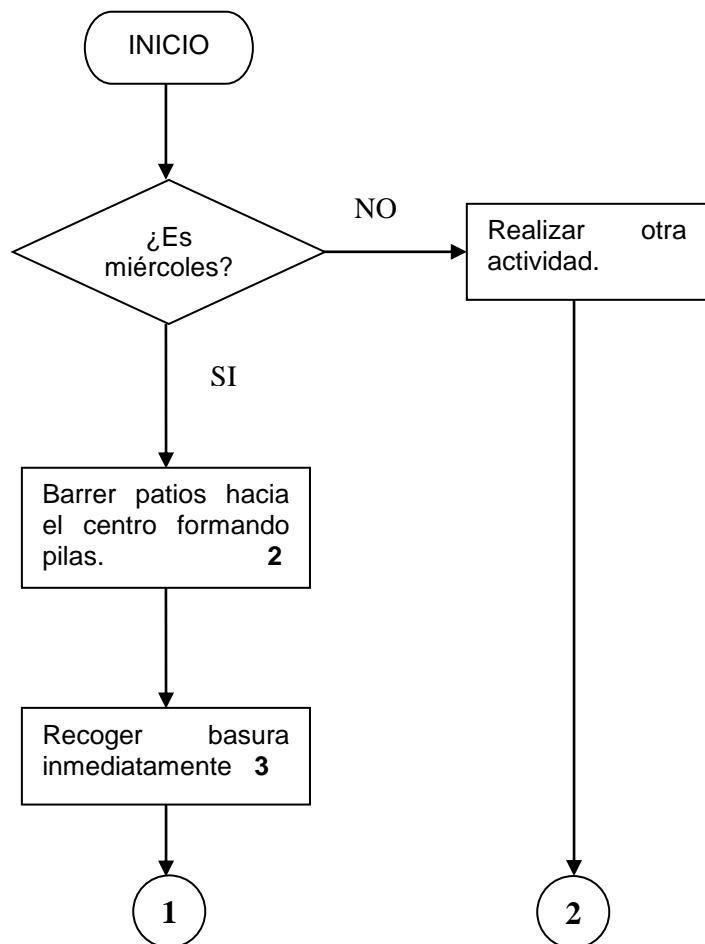 INICIO
¿Es
miércoles?
NO
Realizar otra
actividad.
SI
Barrer patios hacia
el centro formando
pilas. 2
Recoger basura
inmediatamente 3
1
2